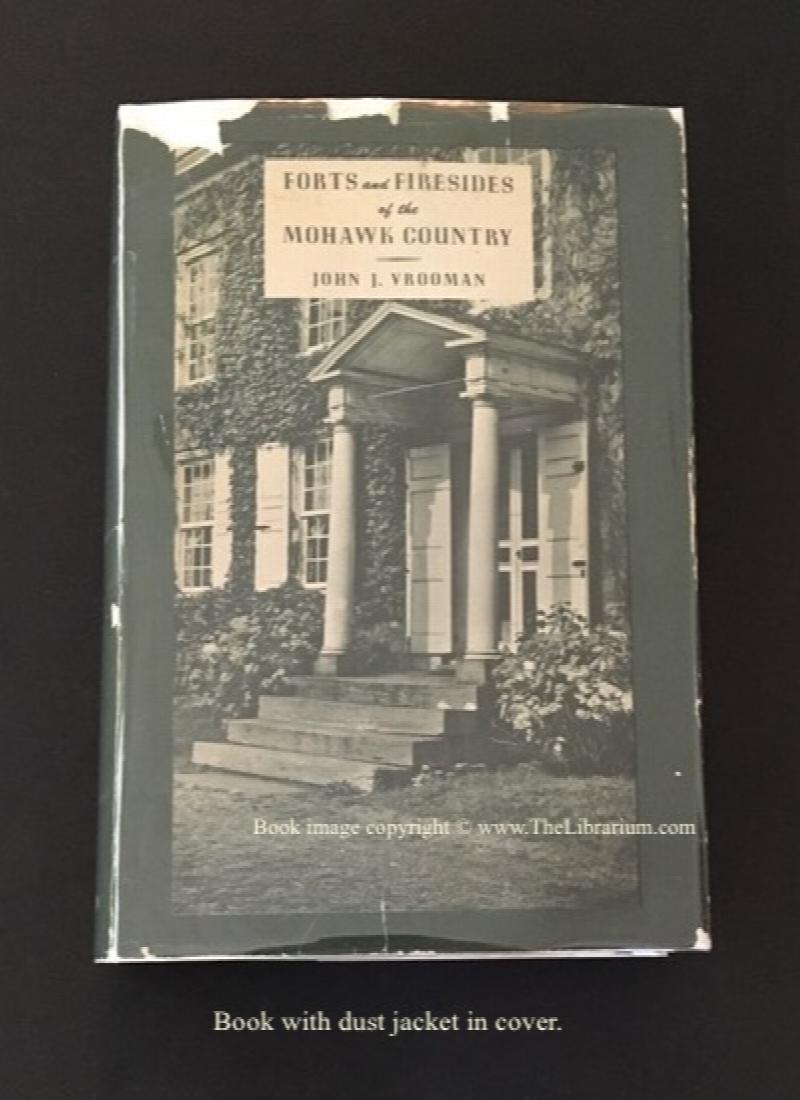 FORTS and FIRESIDES
of the
MOHAWK COUNTRY
JOHN J. VROOMAN
Book image copyright © www.TheLibrarium.com
Book with dust jacket in cover.